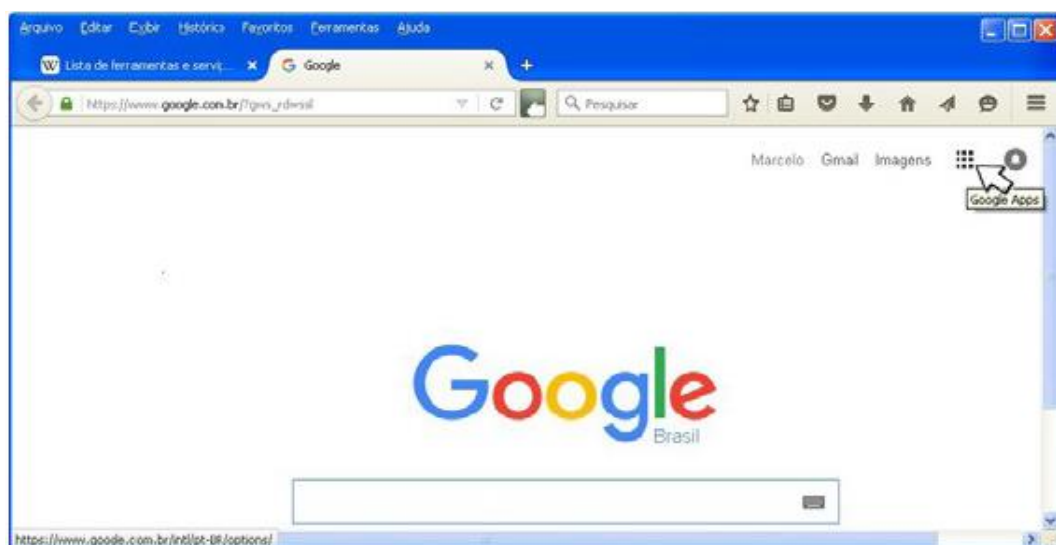 Arquivo Editar Exibir Histórico Favoritos Ferramentas Ajuda
W Lista de ferramentas e serviç... G Google
https://www.google.com.br/?gws_rd=ssl Pesquisar
Marcelo Gmail Imagens
Google Apps
Google
Brasil
https://www.google.com.br/intl/pt-BR/options/